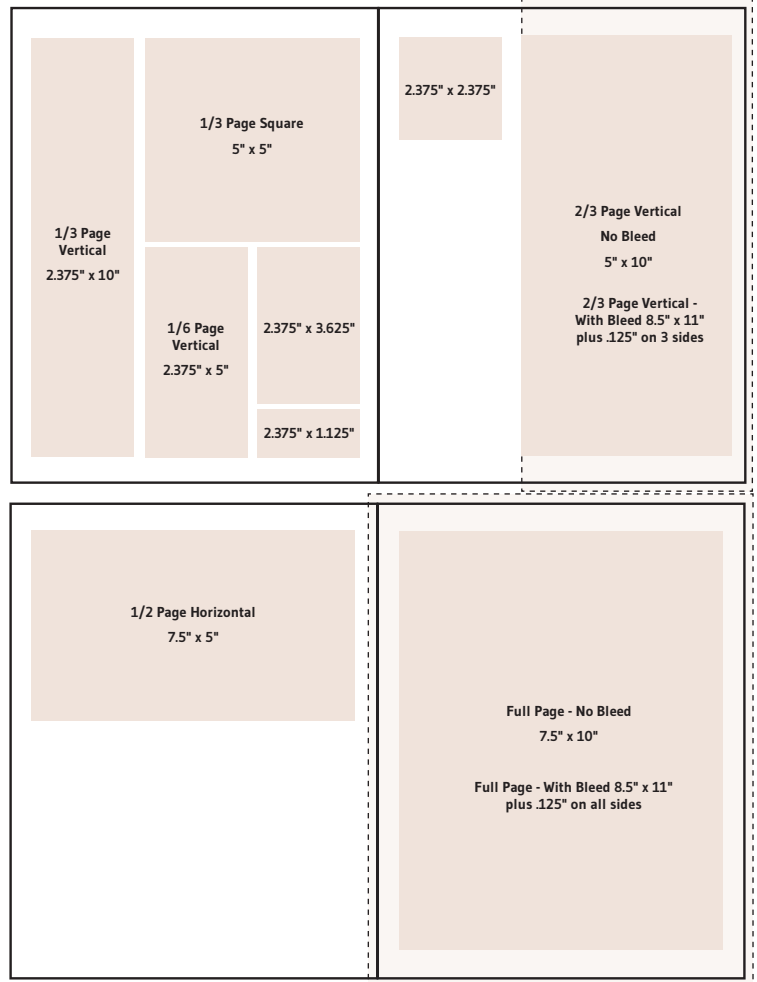 1/3 Page
Vertical
2.375" x 10"
1/3 Page Square
5" x 5"
1/6 Page
Vertical
2.375" x 5"
2.375" x 3.625"
2.375" x 1.125"
2.375" x 2.375"
2/3 Page Vertical
No Bleed
5" x 10"
2/3 Page Vertical -
With Bleed 8.5" x 11"
plus .125" on 3 sides
1/2 Page Horizontal
7.5" x 5"
Full Page - No Bleed
7.5" x 10"
Full Page - With Bleed 8.5" x 11"
plus .125" on all sides